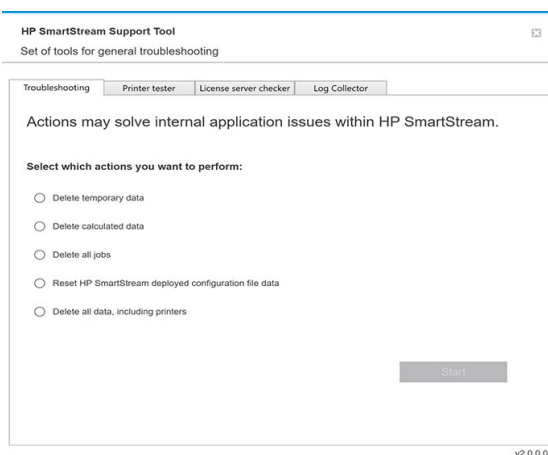 HP SmartStream Support Tool
Set of tools for general troubleshooting
Troubleshooting Printer tester License server checker Log Collector
Actions may solve internal application issues within HP SmartStream.
Select which actions you want to perform:
Delete temporary data
Delete calculated data
Delete all jobs
Reset HP SmartStream deployed configuration file data
Delete all data, including printers
Start
v2.0.0.0